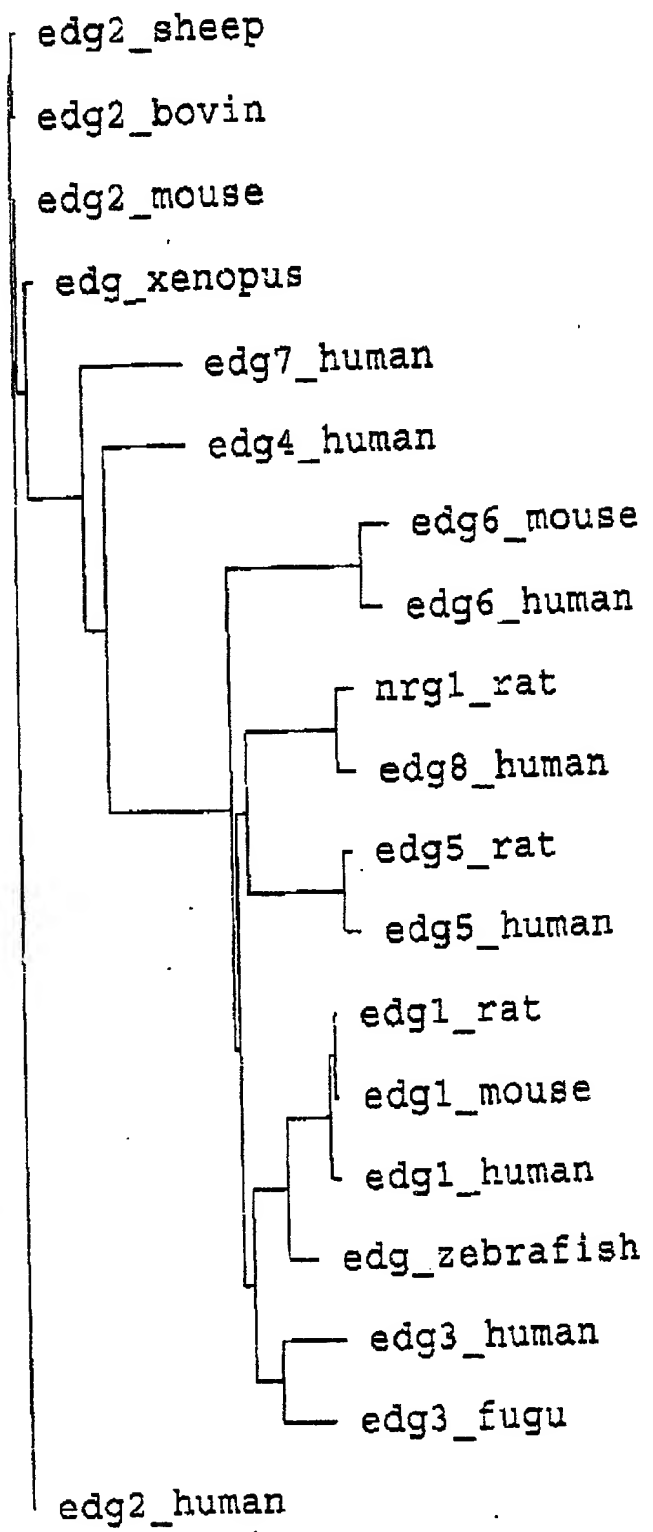 edg2_sheep
edg2_bovin
edg2_mouse
edg_xenopus
edg7_human
edg4_human
edg6_mouse
edg6_human
nrg1_rat
edg8_human
edg5_rat
edg5_human
edg1_rat
edg1_mouse
edg1_human
edg_zebrafish
edg3_human
edg3_fugu
edg2_human